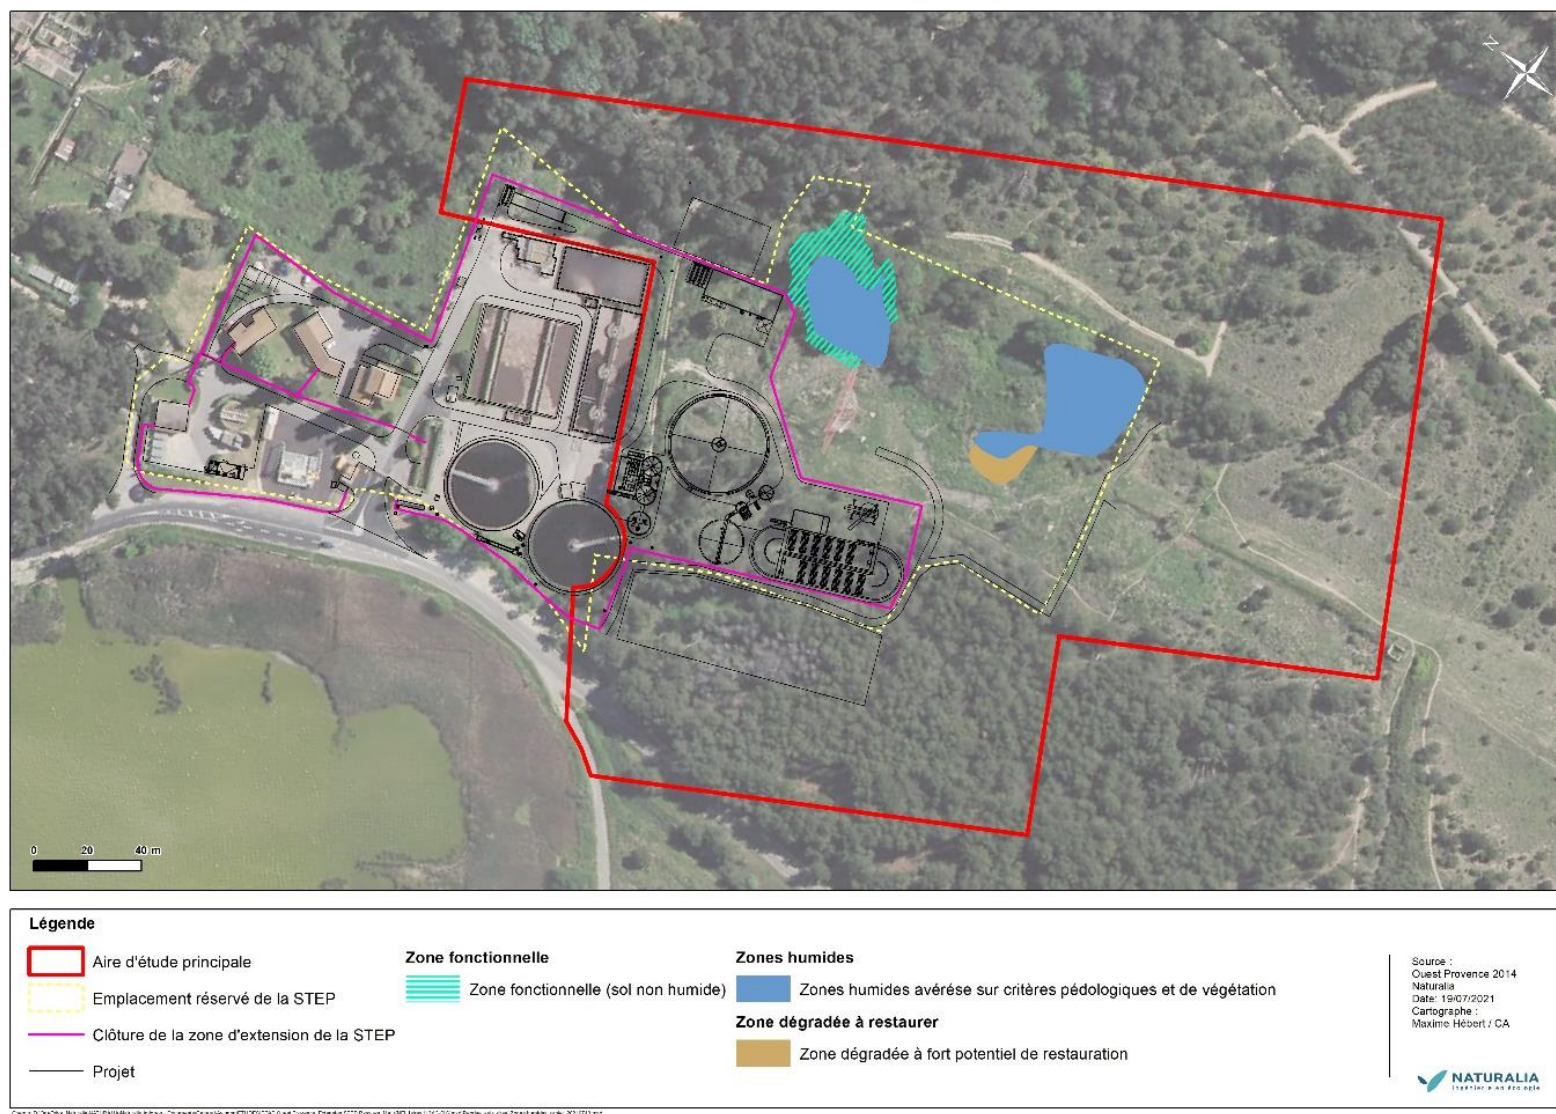 N
0 20 40 m
Légende
Aire d'étude principale
Emplacement réservé de la STEP
Clôture de la zone d'extension de la STEP
Projet
Zone fonctionnelle
Zone fonctionnelle (sol non humide)
Zones humides
Zones humides avérése sur critères pédologiques et de végétation
Zone dégradée à restaurer
Zone dégradée à fort potentiel de restauration
Source :
Ouest Provence 2014
Naturalia
Date: 19/07/2021
Cartographe :
Maxime Hébert / CA
NATURALIA
Ingénierie en écologie